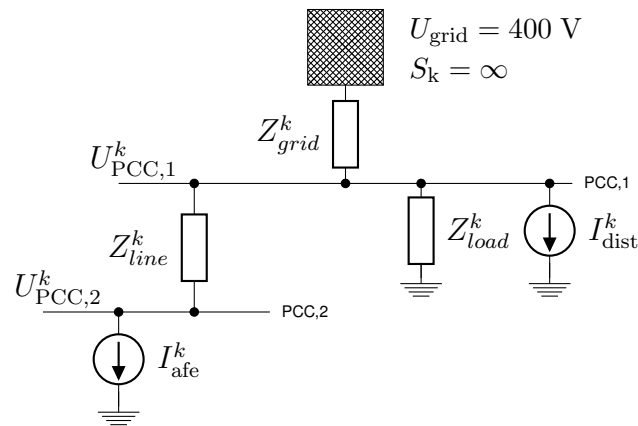 U_grid = 400 V
S_k = ∞
Z^k_grid
U^k_PCC,1
PCC,1
Z^k_line
Z^k_load
I^k_dist
U^k_PCC,2
PCC,2
I^k_afe